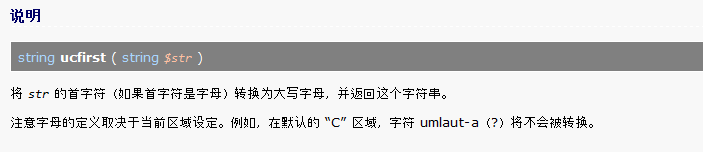 说明
string ucfirst ( string $str )
将 str 的首字符（如果首字符是字母）转换为大写字母，并返回这个字符串。
注意字母的定义取决于当前区域设定。例如，在默认的 “C” 区域，字符 umlaut-a（?）将不会被转换。